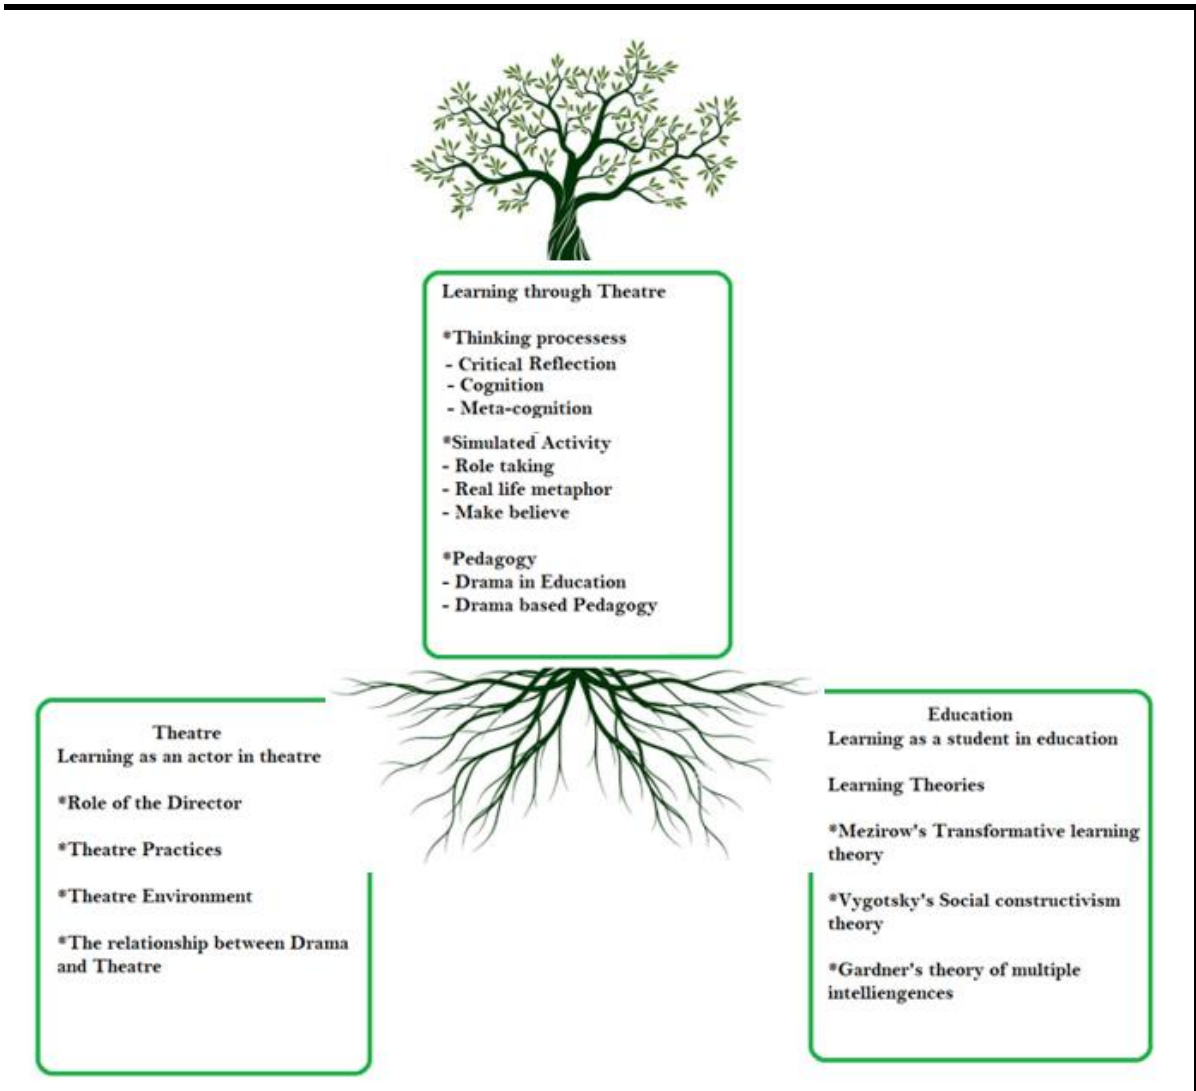 Learning through Theatre
*Thinking processess
- Critical Reflection
- Cognition
- Meta-cognition
*Simulated Activity
- Role taking
- Real life metaphor
- Make believe
*Pedagogy
- Drama in Education
- Drama based Pedagogy
Theatre
Learning as an actor in theatre
*Role of the Director
*Theatre Practices
*Theatre Environment
*The relationship between Drama
and Theatre
Education
Learning as a student in education
Learning Theories
*Mezirow's Transformative learning
theory
*Vygotsky's Social constructivism
theory
*Gardner's theory of multiple
intelliengences